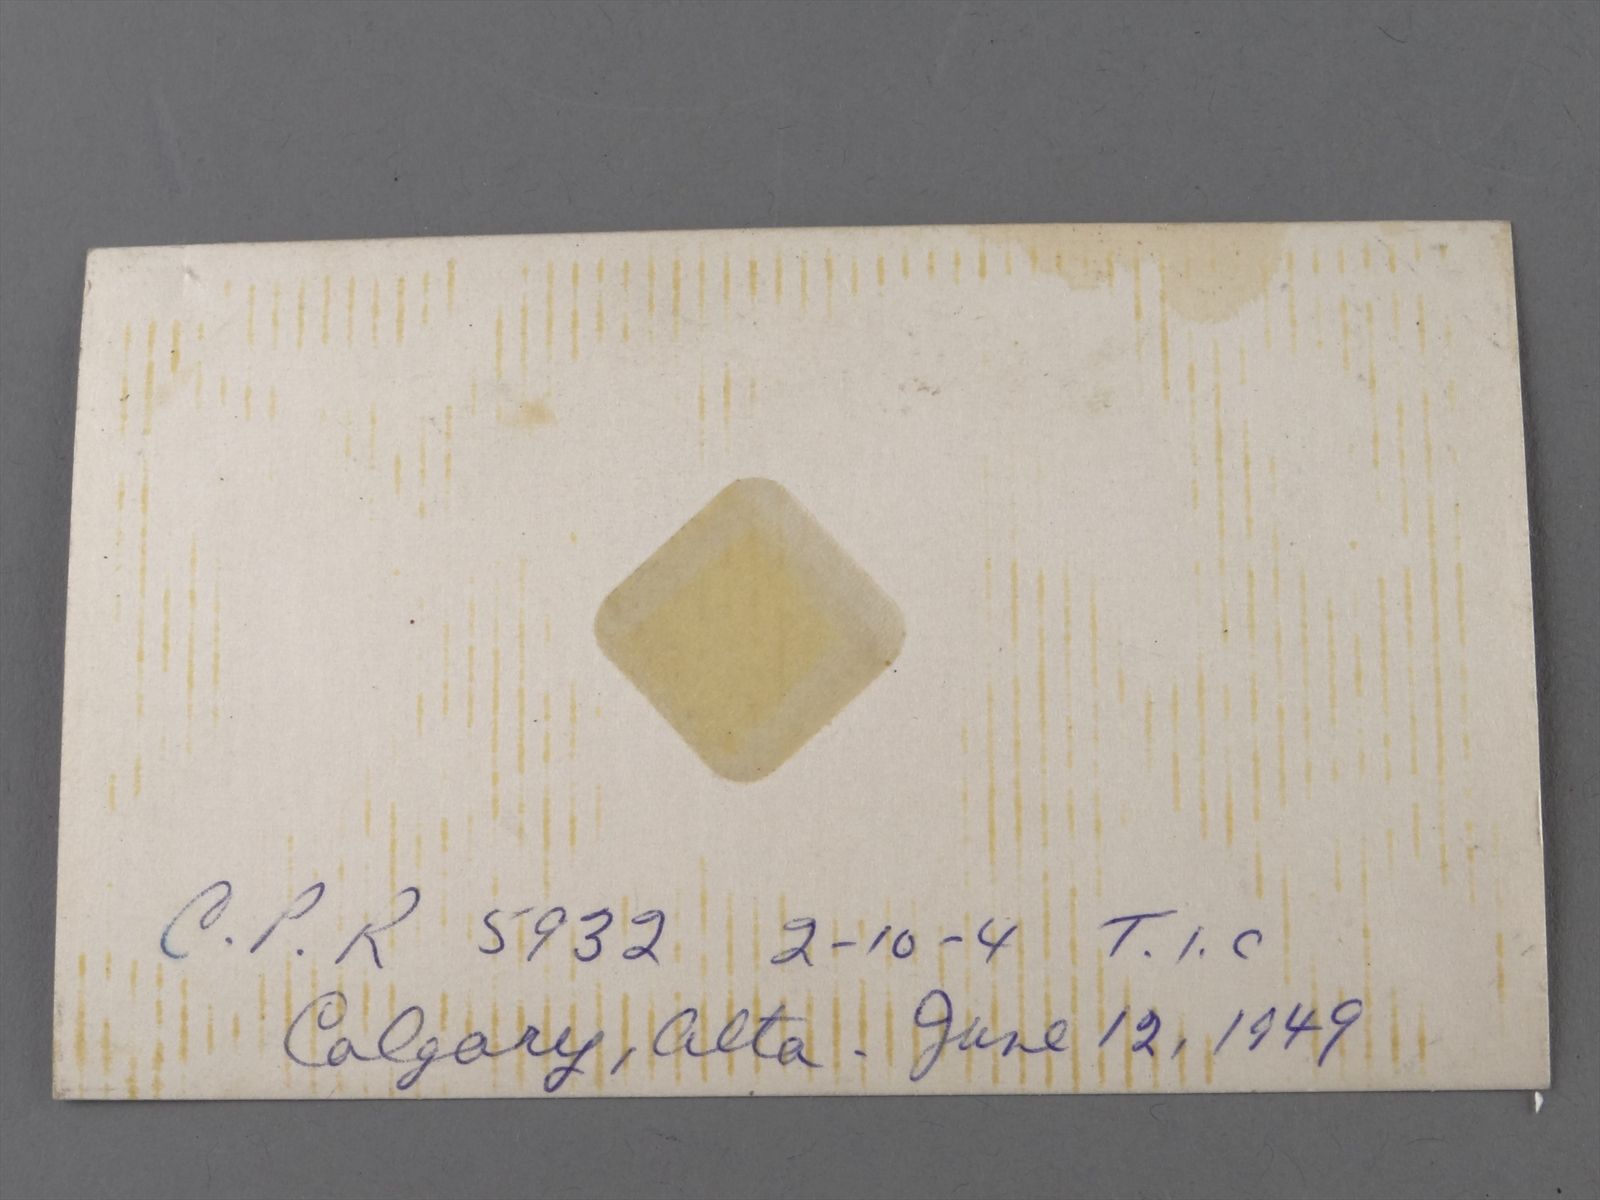 C.P.R 5932 2-10-4 T.1.C
Calgary, Alta. June 12, 1949